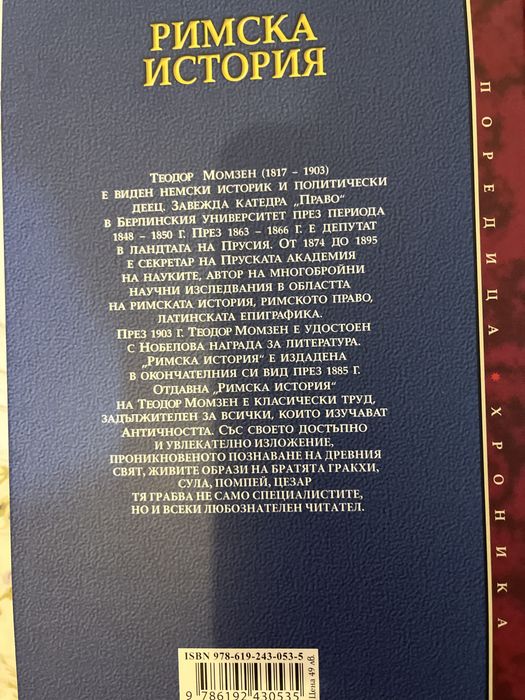 РИМСКА
ИСТОРИЯ
ТЕОДОР МОМЗЕН (1817 – 1903)
Е ВИДЕН НЕМСКИ ИСТОРИК И ПОЛИТИЧЕСКИ
ДЕЕЦ. ЗАВЕЖДА КАТЕДРА „ПРАВО“
В БЕРЛИНСКИЯ УНИВЕРСИТЕТ ПРЕЗ ПЕРИОДА
1848 – 1850 Г. ПРЕЗ 1863 – 1866 Г. Е ДЕПУТАТ
В ЛАНДТАГА НА ПРУСИЯ. ОТ 1874 ДО 1895
Е СЕКРЕТАР НА ПРУСКАТА АКАДЕМИЯ
НА НАУКИТЕ, АВТОР НА МНОГОБРОЙНИ
НАУЧНИ ИЗСЛЕДВАНИЯ В ОБЛАСТТА
НА РИМСКАТА ИСТОРИЯ, РИМСКОТО ПРАВО,
ЛАТИНСКАТА ЕПИГРАФИКА.
ПРЕЗ 1903 Г. ТЕОДОР МОМЗЕН Е УДОСТОЕН
С НОБЕЛОВА НАГРАДА ЗА ЛИТЕРАТУРА.
„РИМСКА ИСТОРИЯ“ Е ИЗДАДЕНА
В ОКОНЧАТЕЛНИЯ СИ ВИД ПРЕЗ 1885 Г.
ОТДАВНА „РИМСКА ИСТОРИЯ“
НА ТЕОДОР МОМЗЕН Е КЛАСИЧЕСКИ ТРУД,
ЗАДЪЛЖИТЕЛЕН ЗА ВСИЧКИ, КОИТО ИЗУЧАВАТ
АНТИЧНОСТТА. СЪС СВОЕТО ДОСТЪПНО
И УВЛЕКАТЕЛНО ИЗЛОЖЕНИЕ,
ПРОНИКНОВЕНОТО ПОЗНАВАНЕ НА ДРЕВНИЯ
СВЯТ, ЖИВИТЕ ОБРАЗИ НА БРАТЯТА ГРАКХИ,
СУЛА, ПОМПЕЙ, ЦЕЗАР
ТЯ ГРАБВА НЕ САМО СПЕЦИАЛИСТИТЕ,
НО И ВСЕКИ ЛЮБОЗНАТЕЛЕН ЧИТАТЕЛ.
ISBN 978-619-243-053-5
9 786192 430535
Цена 49 лв.
ПОРЕДИЦА * ХРОНИКА